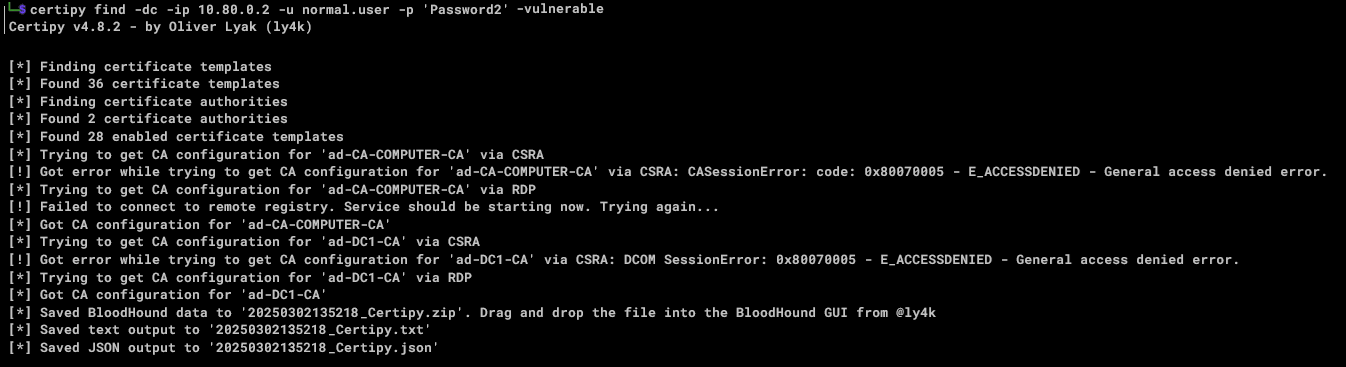 └─$ certipy find -dc -ip 10.80.0.2 -u normal.user -p 'Password2' -vulnerable
Certipy v4.8.2 - by Oliver Lyak (ly4k)
[*] Finding certificate templates
[*] Found 36 certificate templates
[*] Finding certificate authorities
[*] Found 2 certificate authorities
[*] Found 28 enabled certificate templates
[*] Trying to get CA configuration for 'ad-CA-COMPUTER-CA' via CSRA
[!] Got error while trying to get CA configuration for 'ad-CA-COMPUTER-CA' via CSRA: CASessionError: code: 0x80070005 - E_ACCESSDENIED - General access denied error.
[*] Trying to get CA configuration for 'ad-CA-COMPUTER-CA' via RDP
[!] Failed to connect to remote registry. Service should be starting now. Trying again...
[*] Got CA configuration for 'ad-CA-COMPUTER-CA'
[*] Trying to get CA configuration for 'ad-DC1-CA' via CSRA
[!] Got error while trying to get CA configuration for 'ad-DC1-CA' via CSRA: DCOM SessionError: 0x80070005 - E_ACCESSDENIED - General access denied error.
[*] Trying to get CA configuration for 'ad-DC1-CA' via RDP
[*] Got CA configuration for 'ad-DC1-CA'
[*] Saved BloodHound data to '20250302135218_Certipy.zip'. Drag and drop the file into the BloodHound GUI from @ly4k
[*] Saved text output to '20250302135218_Certipy.txt'
[*] Saved JSON output to '20250302135218_Certipy.json'